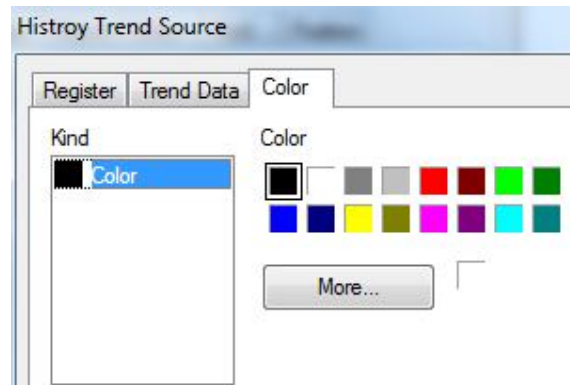 Histroy Trend Source
Register Trend Data Color
Kind Color
Color
More...